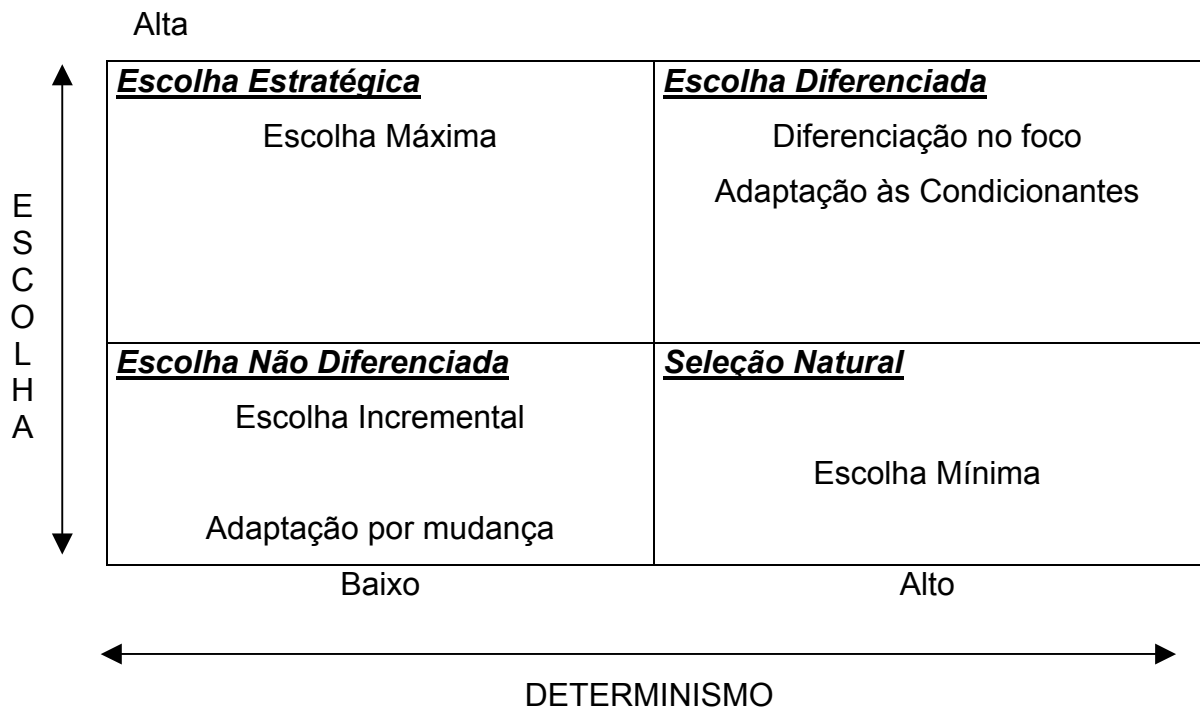 Alta
Escolha Estratégica
Escolha Máxima
Escolha Diferenciada
Diferenciação no foco
Adaptação às Condicionantes
E
S
C
O
L
H
A
Escolha Não Diferenciada
Escolha Incremental
Adaptação por mudança
Seleção Natural
Escolha Mínima
Baixo
Alto
DETERMINISMO